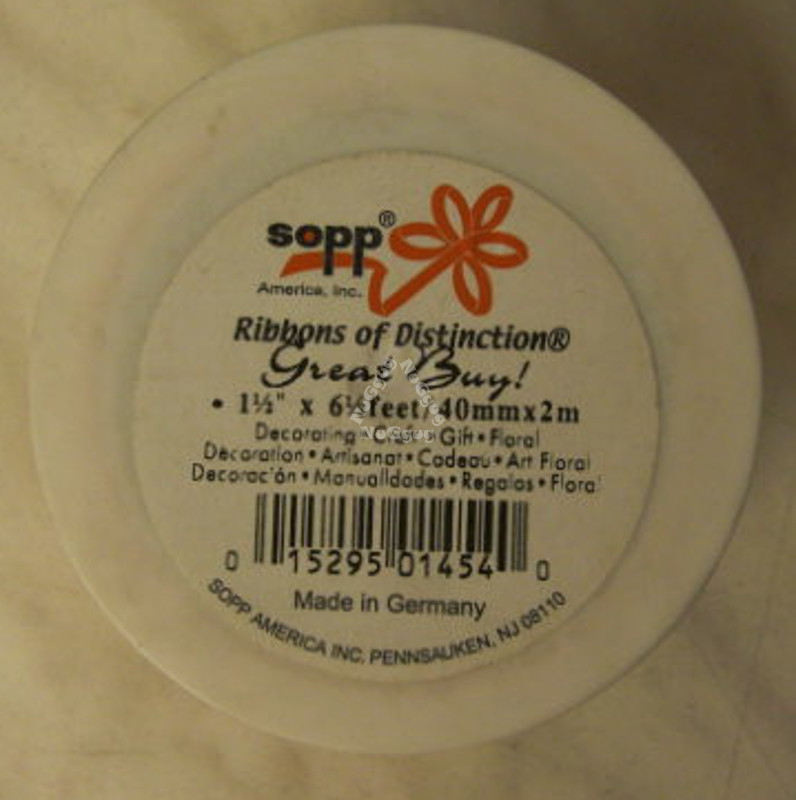 sopp®
America, Inc.
Ribbons of Distinction®
Great Buy!
• 1½" x 6½feet/40mmx2m
Decorating • Crafts • Gift • Floral
Décoration • Artisanat • Cadeau • Art Floral
Decoración • Manualidades • Regalos • Floral
0 15295 01454 0
Made in Germany
SOPP AMERICA INC. PENNSAUKEN, NJ 08110